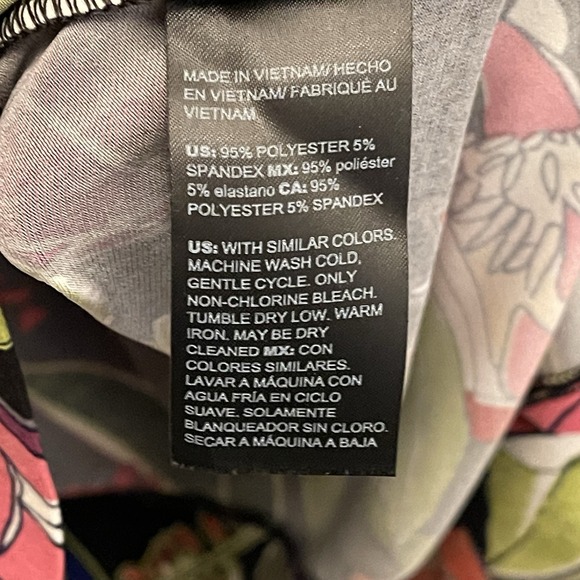 MADE IN VIETNAM/ HECHO
EN VIETNAM/ FABRIQUÉ AU
VIETNAM
US: 95% POLYESTER 5%
SPANDEX MX: 95% poliéster
5% elastano CA: 95%
POLYESTER 5% SPANDEX
US: WITH SIMILAR COLORS.
MACHINE WASH COLD,
GENTLE CYCLE. ONLY
NON-CHLORINE BLEACH.
TUMBLE DRY LOW. WARM
IRON. MAY BE DRY
CLEANED MX: CON
COLORES SIMILARES.
LAVAR A MÁQUINA CON
AGUA FRÍA EN CICLO
SUAVE. SOLAMENTE
BLANQUEADOR SIN CLORO.
SECAR A MÁQUINA A BAJA